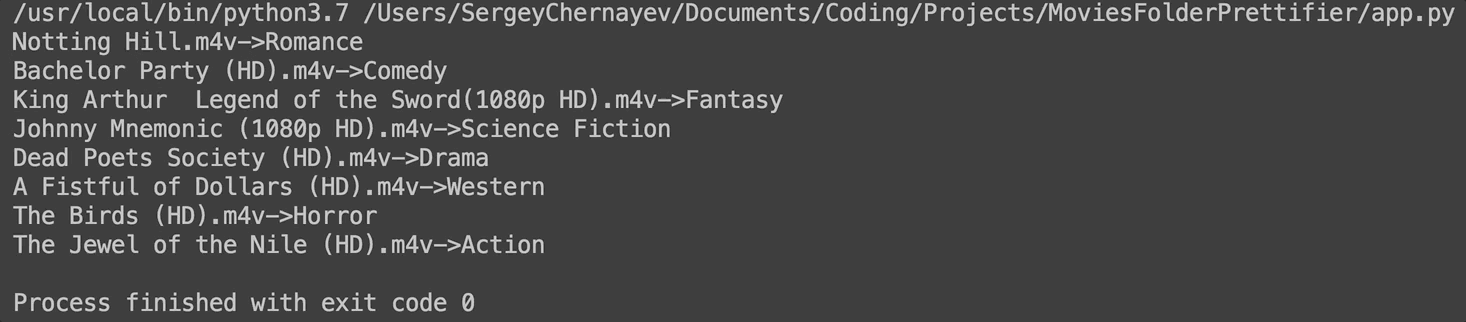 /usr/local/bin/python3.7 /Users/SergeyChernayev/Documents/Coding/Projects/MoviesFolderPrettifier/app.py
Notting Hill.m4v->Romance
Bachelor Party (HD).m4v->Comedy
King Arthur  Legend of the Sword(1080p HD).m4v->Fantasy
Johnny Mnemonic (1080p HD).m4v->Science Fiction
Dead Poets Society (HD).m4v->Drama
A Fistful of Dollars (HD).m4v->Western
The Birds (HD).m4v->Horror
The Jewel of the Nile (HD).m4v->Action
Process finished with exit code 0